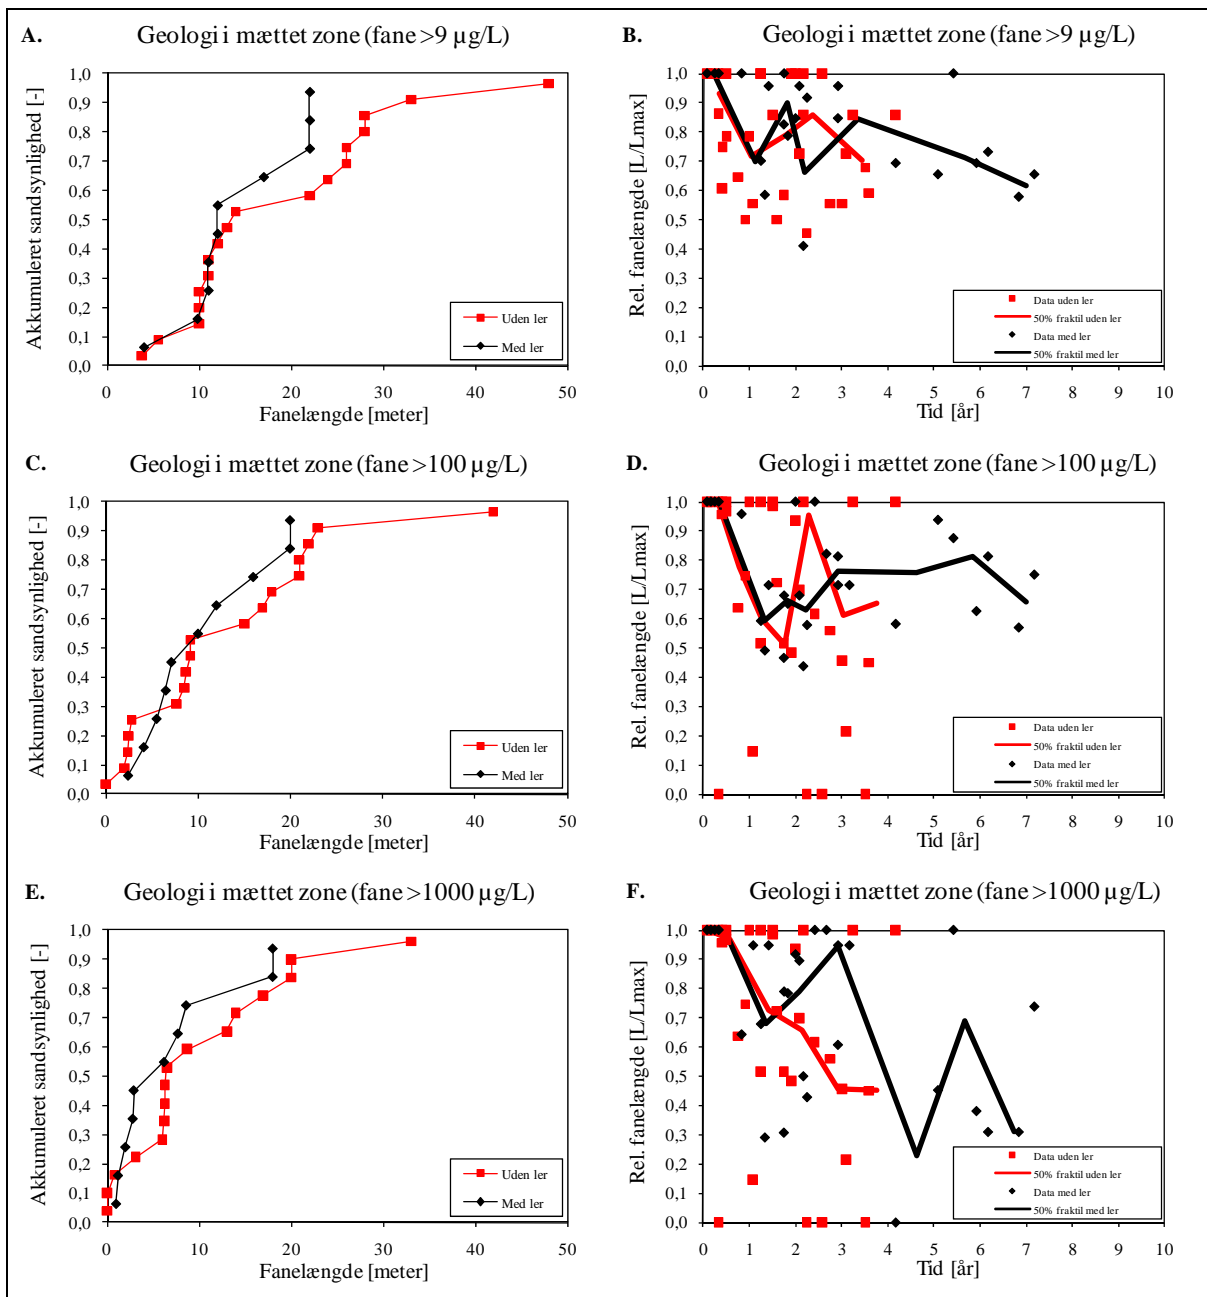 A.
Geologi i mættet zone (fane >9 µg/L)
Akkumuleret sandsynlighed [-]
1,0
0,9
0,8
0,7
0,6
0,5
0,4
0,3
0,2
0,1
0,0
0 10 20 30 40 50
Fanelængde [meter]
Uden ler
Med ler
B.
Geologi i mættet zone (fane >9 µg/L)
Rel. fanelængde [L/Lmax]
1,0
0,9
0,8
0,7
0,6
0,5
0,4
0,3
0,2
0,1
0,0
0 1 2 3 4 5 6 7 8 9 10
Tid [år]
Data uden ler
50% fraktil uden ler
Data med ler
50% fraktil med ler
C.
Geologi i mættet zone (fane >100 µg/L)
Akkumuleret sandsynlighed [-]
1,0
0,9
0,8
0,7
0,6
0,5
0,4
0,3
0,2
0,1
0,0
0 10 20 30 40 50
Fanelængde [meter]
Uden ler
Med ler
D.
Geologi i mættet zone (fane >100 µg/L)
Rel. fanelængde [L/Lmax]
1,0
0,9
0,8
0,7
0,6
0,5
0,4
0,3
0,2
0,1
0,0
0 1 2 3 4 5 6 7 8 9 10
Tid [år]
Data uden ler
50% fraktil uden ler
Data med ler
50% fraktil med ler
E.
Geologi i mættet zone (fane >1000 µg/L)
Akkumuleret sandsynlighed [-]
1,0
0,9
0,8
0,7
0,6
0,5
0,4
0,3
0,2
0,1
0,0
0 10 20 30 40 50
Fanelængde [meter]
Uden ler
Med ler
F.
Geologi i mættet zone (fane >1000 µg/L)
Rel. fanelængde [L/Lmax]
1,0
0,9
0,8
0,7
0,6
0,5
0,4
0,3
0,2
0,1
0,0
0 1 2 3 4 5 6 7 8 9 10
Tid [år]
Data uden ler
50% fraktil uden ler
Data med ler
50% fraktil med ler